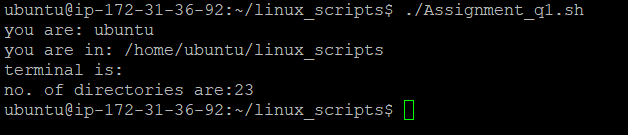 ubuntu@ip-172-31-36-92:~/linux_scripts$ ./Assignment_q1.sh
you are: ubuntu
you are in: /home/ubuntu/linux_scripts
terminal is:
no. of directories are:23
ubuntu@ip-172-31-36-92:~/linux_scripts$